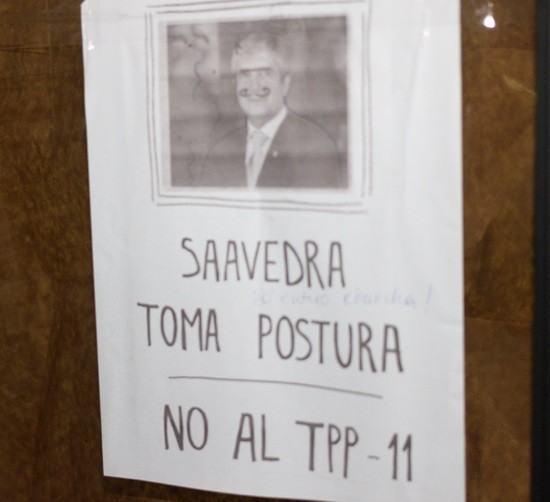 SAAVEDRA
TOMA POSTURA
NO AL TPP-11